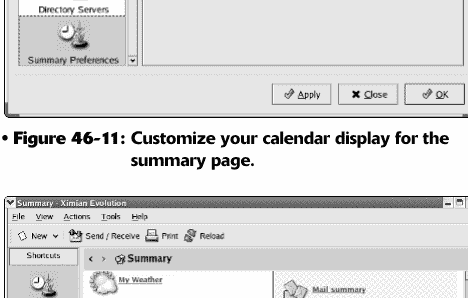 Directory Servers
Summary Preferences
Apply Close OK
• Figure 46-11: Customize your calendar display for the
summary page.
Summary - Ximian Evolution
File View Actions Tools Help
New Send / Receive Print Reload
Shortcuts < > Summary
My Weather Mail summary